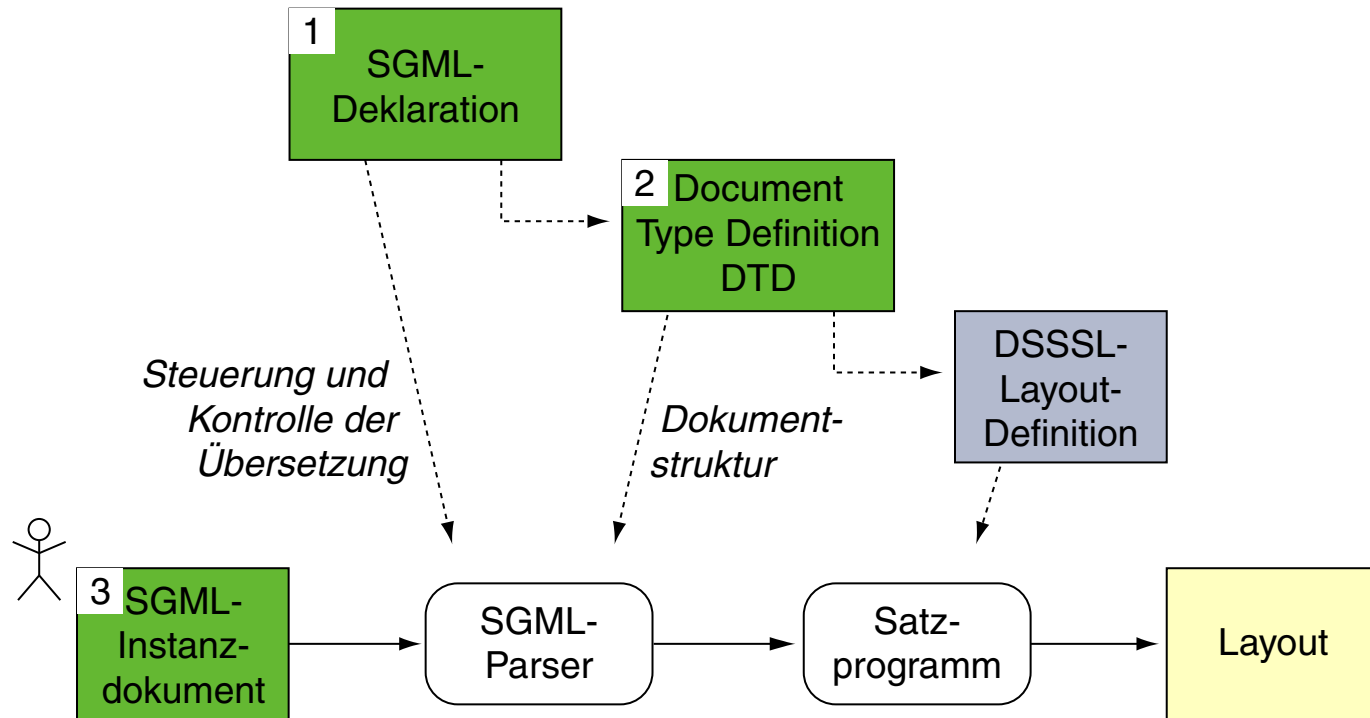 1
SGML-
Deklaration
2
Document
Type Definition
DTD
DSSSL-
Layout-
Definition
Steuerung und
Kontrolle der
Übersetzung
Dokument-
struktur
3
SGML-
Instanz-
dokument
SGML-
Parser
Satz-
programm
Layout